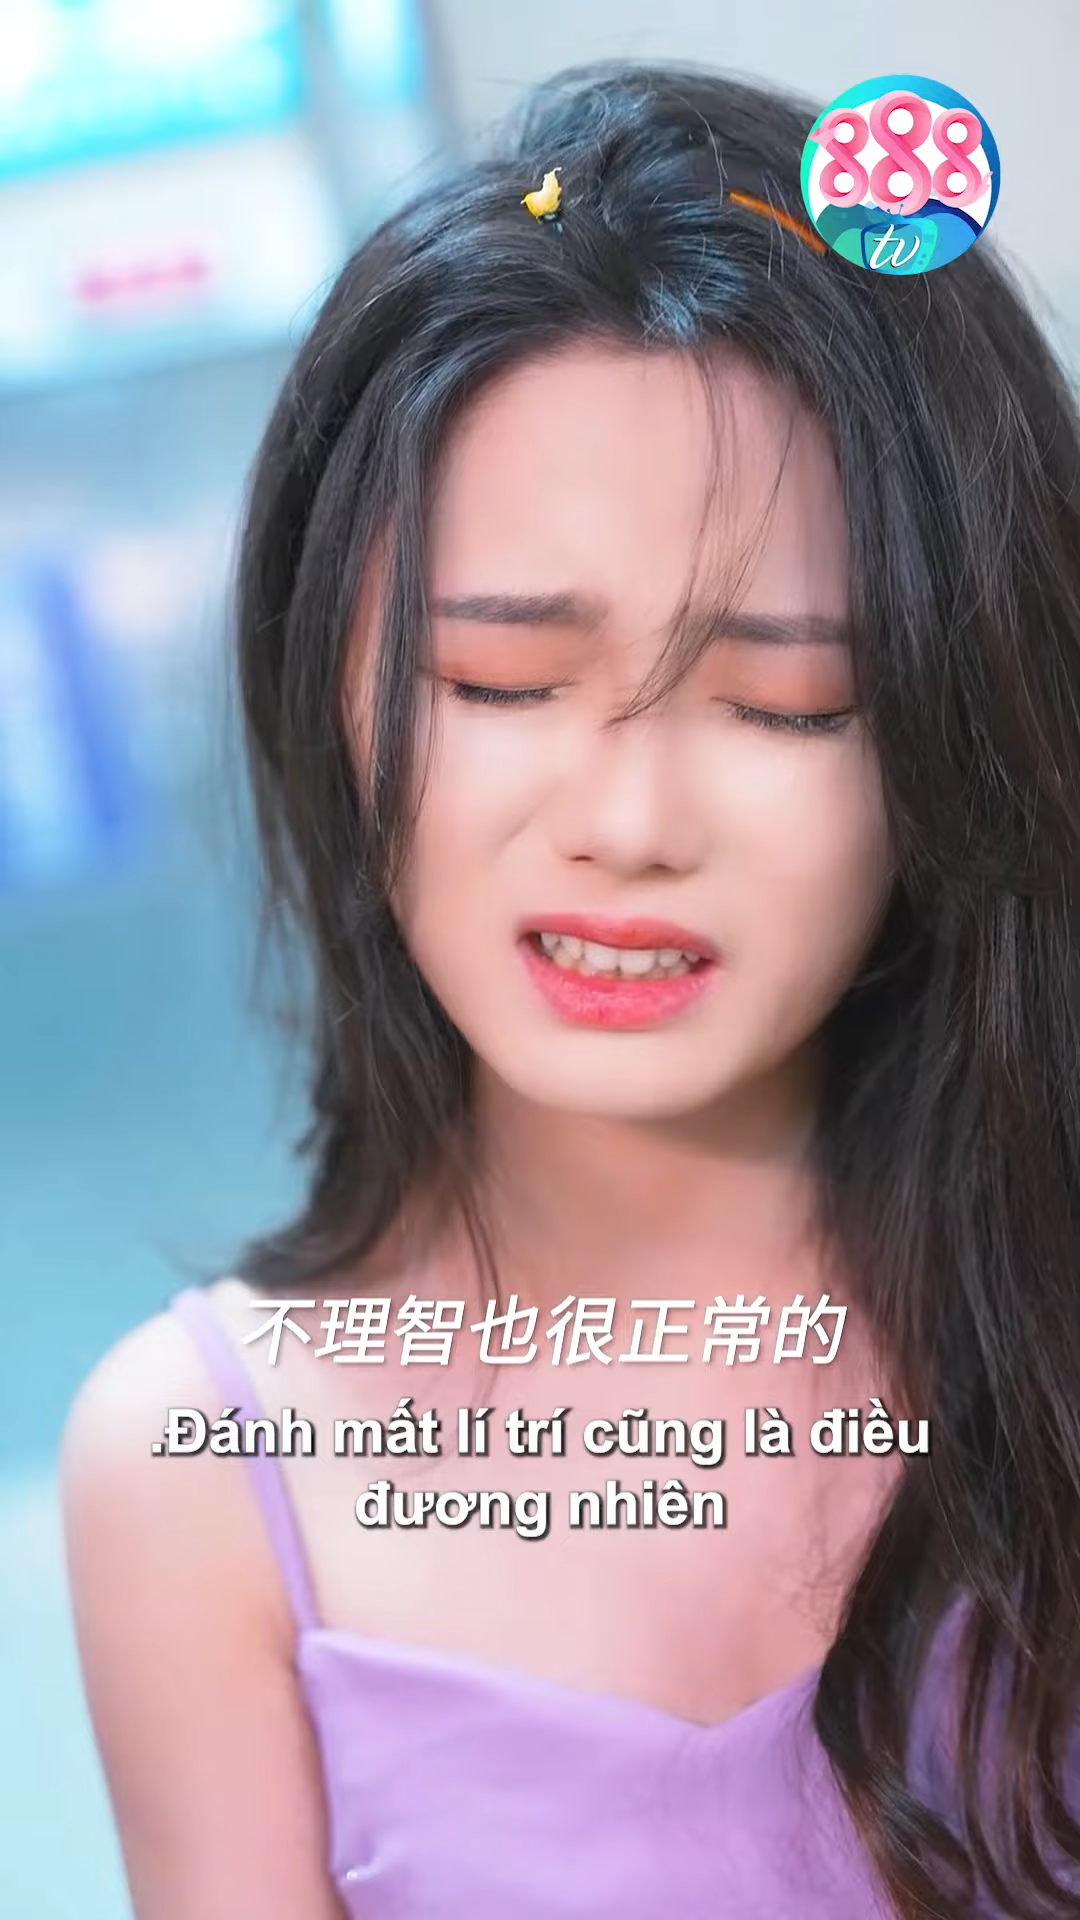 888
tv
不理智也很正常的
.Đánh mất lí trí cũng là điều
đương nhiên